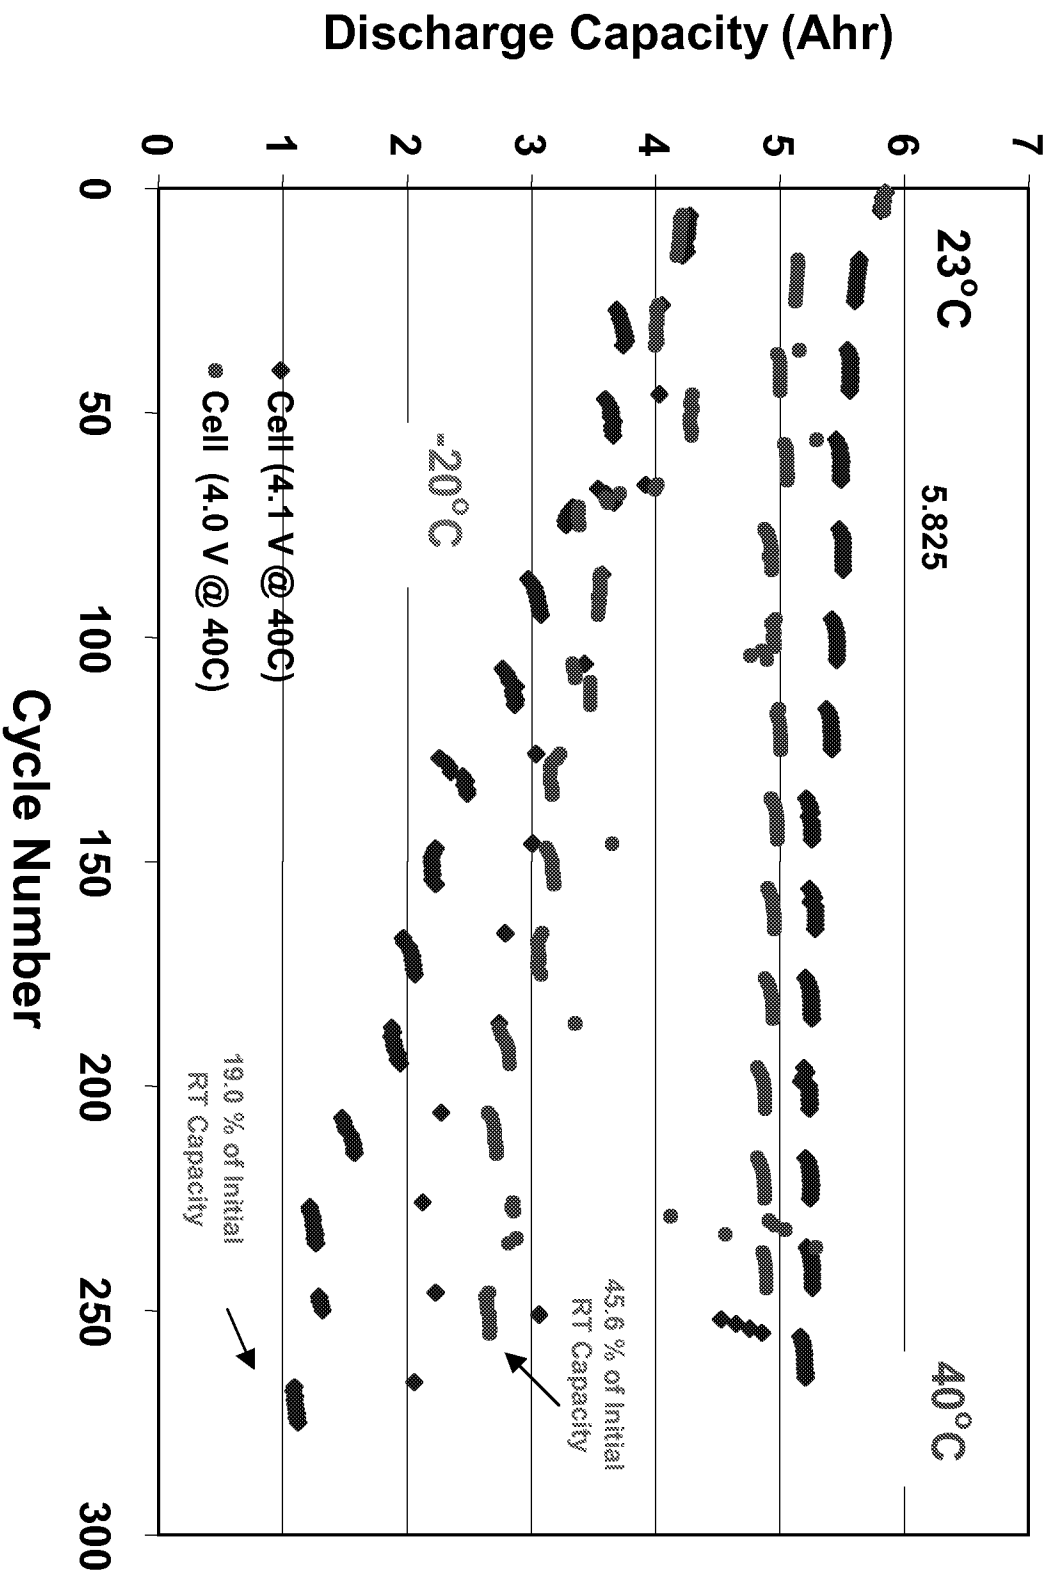 Discharge Capacity (Ahr)
7
6
5
4
3
2
1
0
23°C
5.825
40°C
-20°C
Cell (4.1 V @ 40C)
Cell (4.0 V @ 40C)
45.6 % of Initial
RT Capacity
19.0 % of Initial
RT Capacity
0
50
100
150
200
250
300
Cycle Number